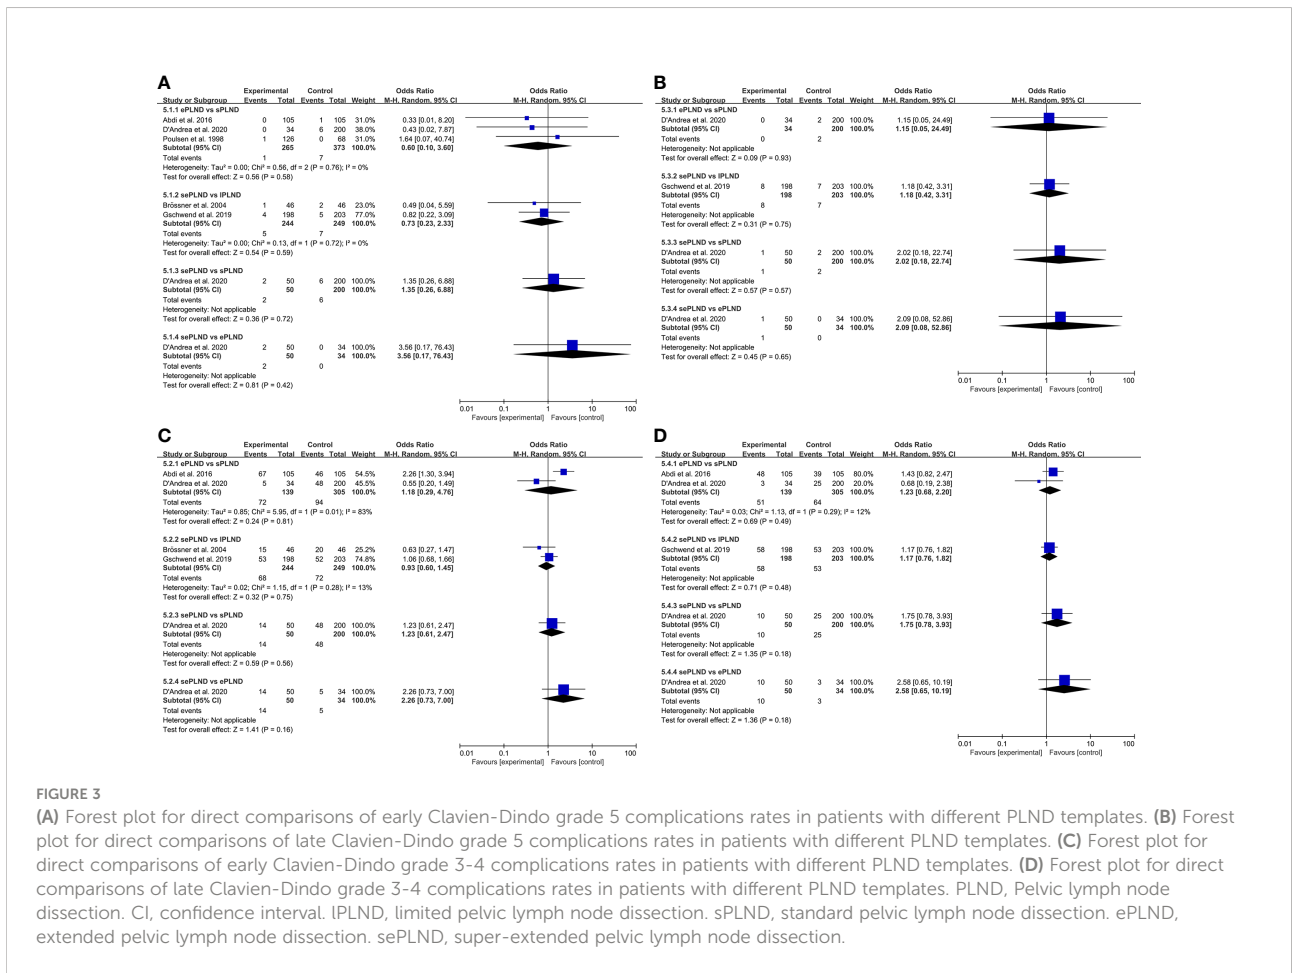 A
Experimental Control Odds Ratio Odds Ratio
Study or Subgroup Events Total Events Total Weight M-H. Random. 95% CI M-H. Random. 95% CI
5.1.1 ePLND vs sPLND
Abdi et al. 2016 0 105 1 105 31.0% 0.33 [0.01, 8.20]
D'Andrea et al. 2020 0 34 6 200 38.0% 0.43 [0.02, 7.87]
Poulsen et al. 1998 1 126 0 68 31.0% 1.64 [0.07, 40.74]
Subtotal (95% CI) 265 373 100.0% 0.60 [0.10, 3.60]
Total events 1 7
Heterogeneity: Tau² = 0.00; Chi² = 0.56, df = 2 (P = 0.76); I² = 0%
Test for overall effect: Z = 0.56 (P = 0.58)
5.1.2 sePLND vs lPLND
Brössner et al. 2004 1 46 2 46 23.0% 0.49 [0.04, 5.59]
Gschwend et al. 2019 4 198 5 203 77.0% 0.82 [0.22, 3.09]
Subtotal (95% CI) 244 249 100.0% 0.73 [0.23, 2.33]
Total events 5 7
Heterogeneity: Tau² = 0.00; Chi² = 0.13, df = 1 (P = 0.72); I² = 0%
Test for overall effect: Z = 0.54 (P = 0.59)
5.1.3 sePLND vs sPLND
D'Andrea et al. 2020 2 50 6 200 100.0% 1.35 [0.26, 6.88]
Subtotal (95% CI) 50 200 100.0% 1.35 [0.26, 6.88]
Total events 2 6
Heterogeneity: Not applicable
Test for overall effect: Z = 0.36 (P = 0.72)
5.1.4 sePLND vs ePLND
D'Andrea et al. 2020 2 50 0 34 100.0% 3.56 [0.17, 76.43]
Subtotal (95% CI) 50 34 100.0% 3.56 [0.17, 76.43]
Total events 2 0
Heterogeneity: Not applicable
Test for overall effect: Z = 0.81 (P = 0.42)
0.01 0.1 1 10 100
Favours [experimental] Favours [control]
B
Experimental Control Odds Ratio Odds Ratio
Study or Subgroup Events Total Events Total Weight M-H. Random. 95% CI M-H. Random. 95% CI
5.3.1 ePLND vs sPLND
D'Andrea et al. 2020 0 34 2 200 100.0% 1.15 [0.05, 24.49]
Subtotal (95% CI) 34 200 100.0% 1.15 [0.05, 24.49]
Total events 0 2
Heterogeneity: Not applicable
Test for overall effect: Z = 0.09 (P = 0.93)
5.3.2 sePLND vs lPLND
Gschwend et al. 2019 8 198 7 203 100.0% 1.18 [0.42, 3.31]
Subtotal (95% CI) 198 203 100.0% 1.18 [0.42, 3.31]
Total events 8 7
Heterogeneity: Not applicable
Test for overall effect: Z = 0.31 (P = 0.75)
5.3.3 sePLND vs sPLND
D'Andrea et al. 2020 1 50 2 200 100.0% 2.02 [0.18, 22.74]
Subtotal (95% CI) 50 200 100.0% 2.02 [0.18, 22.74]
Total events 1 2
Heterogeneity: Not applicable
Test for overall effect: Z = 0.57 (P = 0.57)
5.3.4 sePLND vs ePLND
D'Andrea et al. 2020 1 50 0 34 100.0% 2.09 [0.08, 52.86]
Subtotal (95% CI) 50 34 100.0% 2.09 [0.08, 52.86]
Total events 1 0
Heterogeneity: Not applicable
Test for overall effect: Z = 0.45 (P = 0.65)
0.01 0.1 1 10 100
Favours [experimental] Favours [control]
C
Experimental Control Odds Ratio Odds Ratio
Study or Subgroup Events Total Events Total Weight M-H. Random. 95% CI M-H. Random. 95% CI
5.2.1 ePLND vs sPLND
Abdi et al. 2016 67 105 46 105 54.5% 2.26 [1.30, 3.94]
D'Andrea et al. 2020 5 34 48 200 45.5% 0.55 [0.20, 1.49]
Subtotal (95% CI) 139 305 100.0% 1.18 [0.29, 4.76]
Total events 72 94
Heterogeneity: Tau² = 0.85; Chi² = 5.95, df = 1 (P = 0.01); I² = 83%
Test for overall effect: Z = 0.24 (P = 0.81)
5.2.2 sePLND vs lPLND
Brössner et al. 2004 15 46 20 46 25.2% 0.63 [0.27, 1.47]
Gschwend et al. 2019 53 198 52 203 74.8% 1.06 [0.68, 1.66]
Subtotal (95% CI) 244 249 100.0% 0.93 [0.60, 1.45]
Total events 68 72
Heterogeneity: Tau² = 0.02; Chi² = 1.15, df = 1 (P = 0.28); I² = 13%
Test for overall effect: Z = 0.32 (P = 0.75)
5.2.3 sePLND vs sPLND
D'Andrea et al. 2020 14 50 48 200 100.0% 1.23 [0.61, 2.47]
Subtotal (95% CI) 50 200 100.0% 1.23 [0.61, 2.47]
Total events 14 48
Heterogeneity: Not applicable
Test for overall effect: Z = 0.59 (P = 0.56)
5.2.4 sePLND vs ePLND
D'Andrea et al. 2020 14 50 5 34 100.0% 2.26 [0.73, 7.00]
Subtotal (95% CI) 50 34 100.0% 2.26 [0.73, 7.00]
Total events 14 5
Heterogeneity: Not applicable
Test for overall effect: Z = 1.41 (P = 0.16)
0.01 0.1 1 10 100
Favours [experimental] Favours [control]
D
Experimental Control Odds Ratio Odds Ratio
Study or Subgroup Events Total Events Total Weight M-H. Random. 95% CI M-H. Random. 95% CI
5.4.1 ePLND vs sPLND
Abdi et al. 2016 48 105 39 105 80.0% 1.43 [0.82, 2.47]
D'Andrea et al. 2020 3 34 25 200 20.0% 0.68 [0.19, 2.38]
Subtotal (95% CI) 139 305 100.0% 1.23 [0.68, 2.20]
Total events 51 64
Heterogeneity: Tau² = 0.03; Chi² = 1.13, df = 1 (P = 0.29); I² = 12%
Test for overall effect: Z = 0.69 (P = 0.49)
5.4.2 sePLND vs lPLND
Gschwend et al. 2019 58 198 53 203 100.0% 1.17 [0.76, 1.82]
Subtotal (95% CI) 198 203 100.0% 1.17 [0.76, 1.82]
Total events 58 53
Heterogeneity: Not applicable
Test for overall effect: Z = 0.71 (P = 0.48)
5.4.3 sePLND vs sPLND
D'Andrea et al. 2020 10 50 25 200 100.0% 1.75 [0.78, 3.93]
Subtotal (95% CI) 50 200 100.0% 1.75 [0.78, 3.93]
Total events 10 25
Heterogeneity: Not applicable
Test for overall effect: Z = 1.35 (P = 0.18)
5.4.4 sePLND vs ePLND
D'Andrea et al. 2020 10 50 3 34 100.0% 2.58 [0.65, 10.19]
Subtotal (95% CI) 50 34 100.0% 2.58 [0.65, 10.19]
Total events 10 3
Heterogeneity: Not applicable
Test for overall effect: Z = 1.36 (P = 0.18)
0.01 0.1 1 10 100
Favours [experimental] Favours [control]
FIGURE 3
(A) Forest plot for direct comparisons of early Clavien-Dindo grade 5 complications rates in patients with different PLND templates. (B) Forest
plot for direct comparisons of late Clavien-Dindo grade 5 complications rates in patients with different PLND templates. (C) Forest plot for
direct comparisons of early Clavien-Dindo grade 3-4 complications rates in patients with different PLND templates. (D) Forest plot for direct
comparisons of late Clavien-Dindo grade 3-4 complications rates in patients with different PLND templates. PLND, Pelvic lymph node
dissection. CI, confidence interval. lPLND, limited pelvic lymph node dissection. sPLND, standard pelvic lymph node dissection. ePLND,
extended pelvic lymph node dissection. sePLND, super-extended pelvic lymph node dissection.